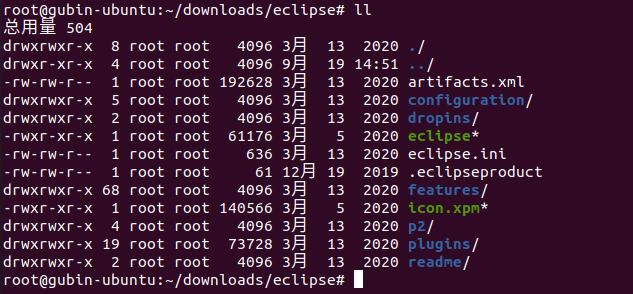 root@gubin-ubuntu:~/downloads/eclipse# ll
总用量 504
drwxrwxr-x  8 root root   4096 3月  13  2020 ./
drwxr-xr-x  4 root root   4096 9月  19 14:51 ../
-rw-rw-r--  1 root root 192628 3月  13  2020 artifacts.xml
drwxrwxr-x  5 root root   4096 3月  13  2020 configuration/
drwxrwxr-x  2 root root   4096 3月  13  2020 dropins/
-rwxr-xr-x  1 root root  61176 3月   5  2020 eclipse*
-rw-rw-r--  1 root root    636 3月  13  2020 eclipse.ini
-rw-rw-r--  1 root root     61 12月 19  2019 .eclipseproduct
drwxrwxr-x 68 root root   4096 3月  13  2020 features/
-rwxr-xr-x  1 root root 140566 3月   5  2020 icon.xpm*
drwxrwxr-x  4 root root   4096 3月  13  2020 p2/
drwxrwxr-x 19 root root  73728 3月  13  2020 plugins/
drwxrwxr-x  2 root root   4096 3月  13  2020 readme/
root@gubin-ubuntu:~/downloads/eclipse#